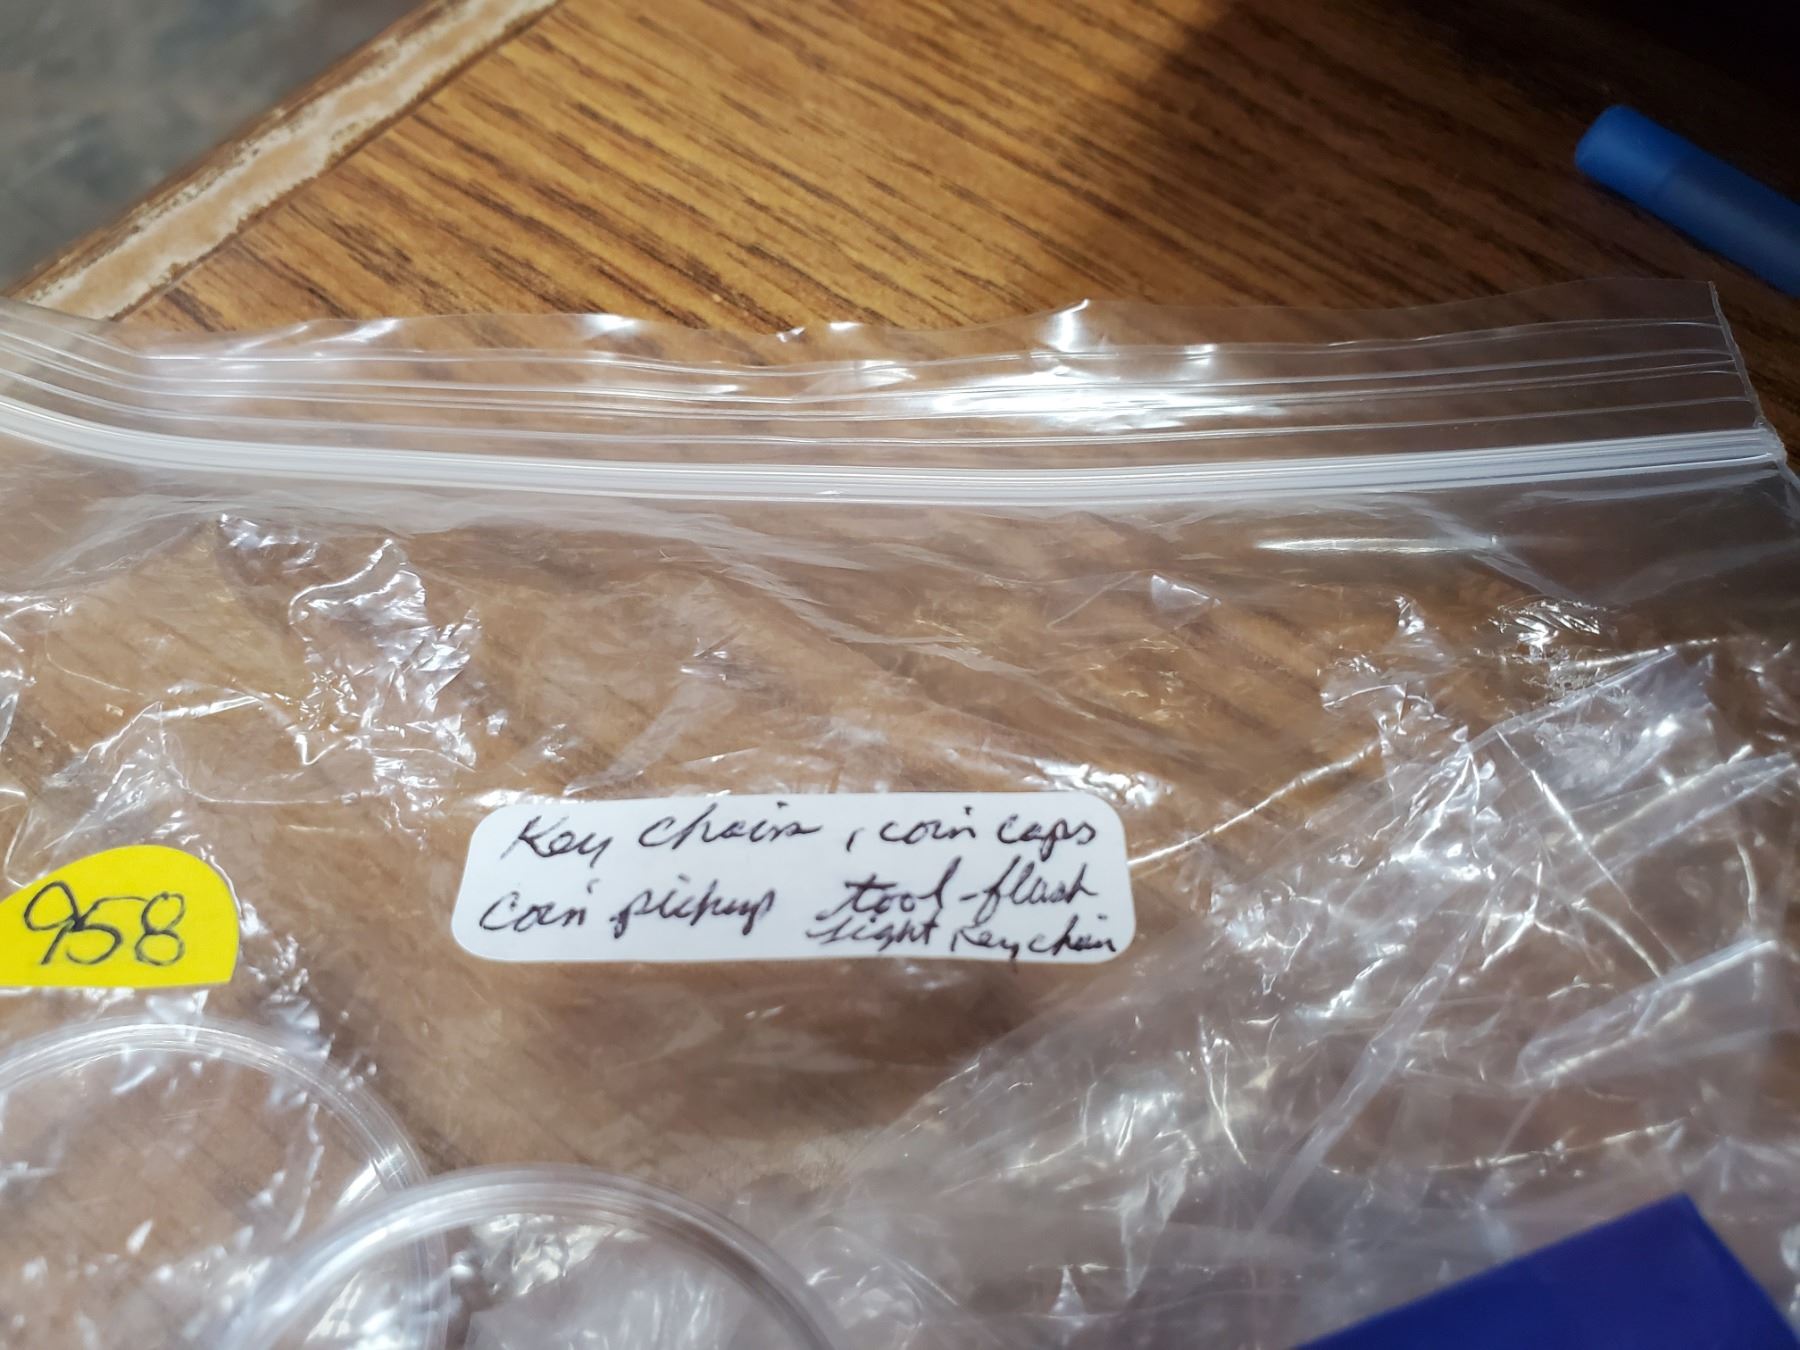 Key chain, coin caps
coin pickup tool - flash
light keychain
958